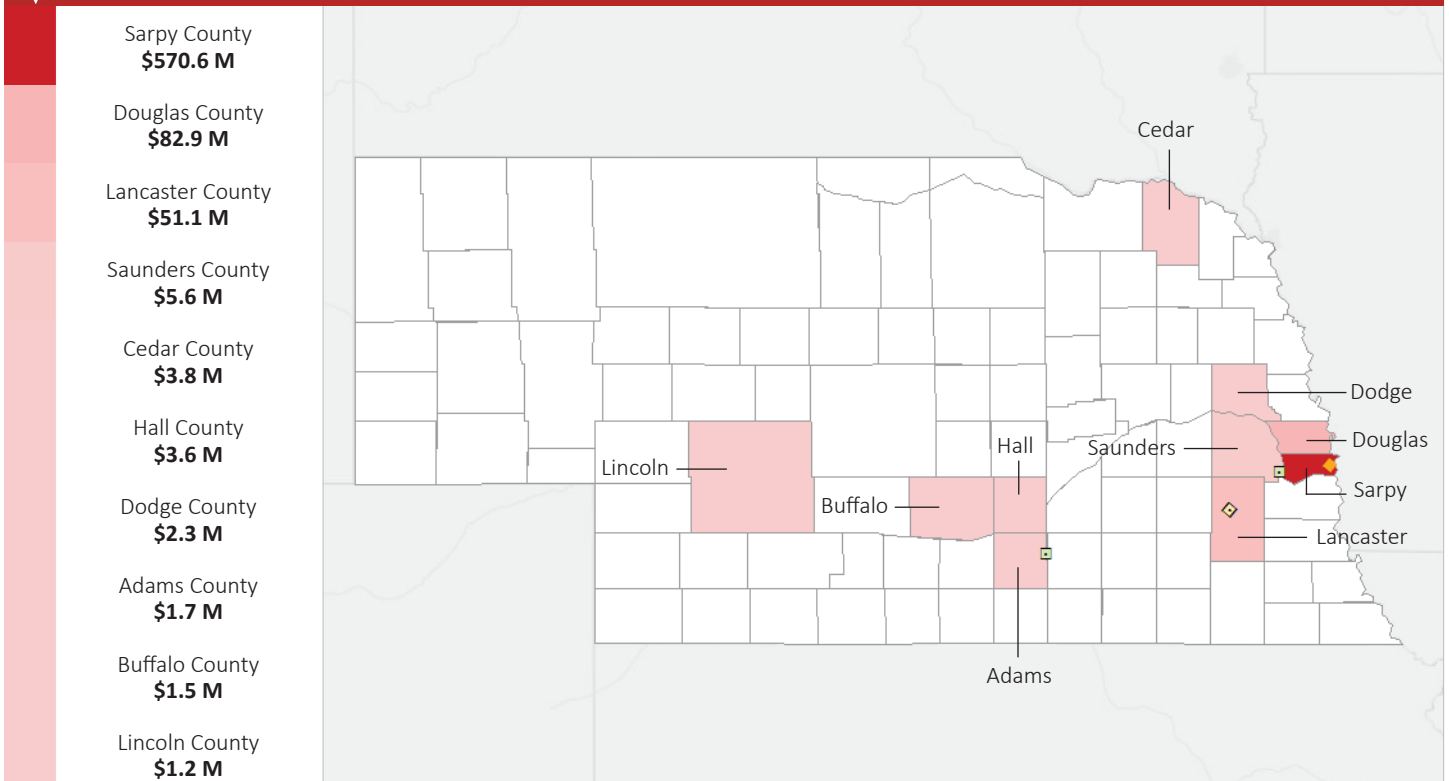 Sarpy County
$570.6 M
Douglas County
$82.9 M
Lancaster County
$51.1 M
Saunders County
$5.6 M
Cedar County
$3.8 M
Hall County
$3.6 M
Dodge County
$2.3 M
Adams County
$1.7 M
Buffalo County
$1.5 M
Lincoln County
$1.2 M
Cedar
Dodge
Douglas
Hall
Saunders
Lincoln
Sarpy
Buffalo
Lancaster
Adams